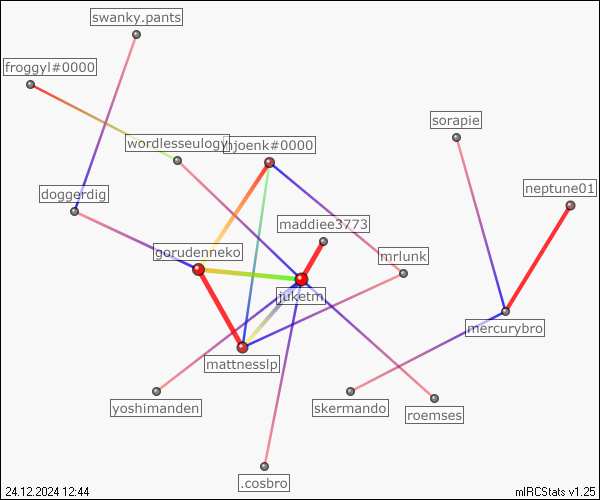 swanky.pants
froggyl#0000
sorapie
wordlesseulogy
njoenk#0000
neptune01
doggerdig
maddiee3773
gorudenneko
mrlunk
juketm
mercurybro
mattnesslp
yoshimanden
skermando
roemses
.cosbro
24.12.2024 12:44
mIRCStats v1.25